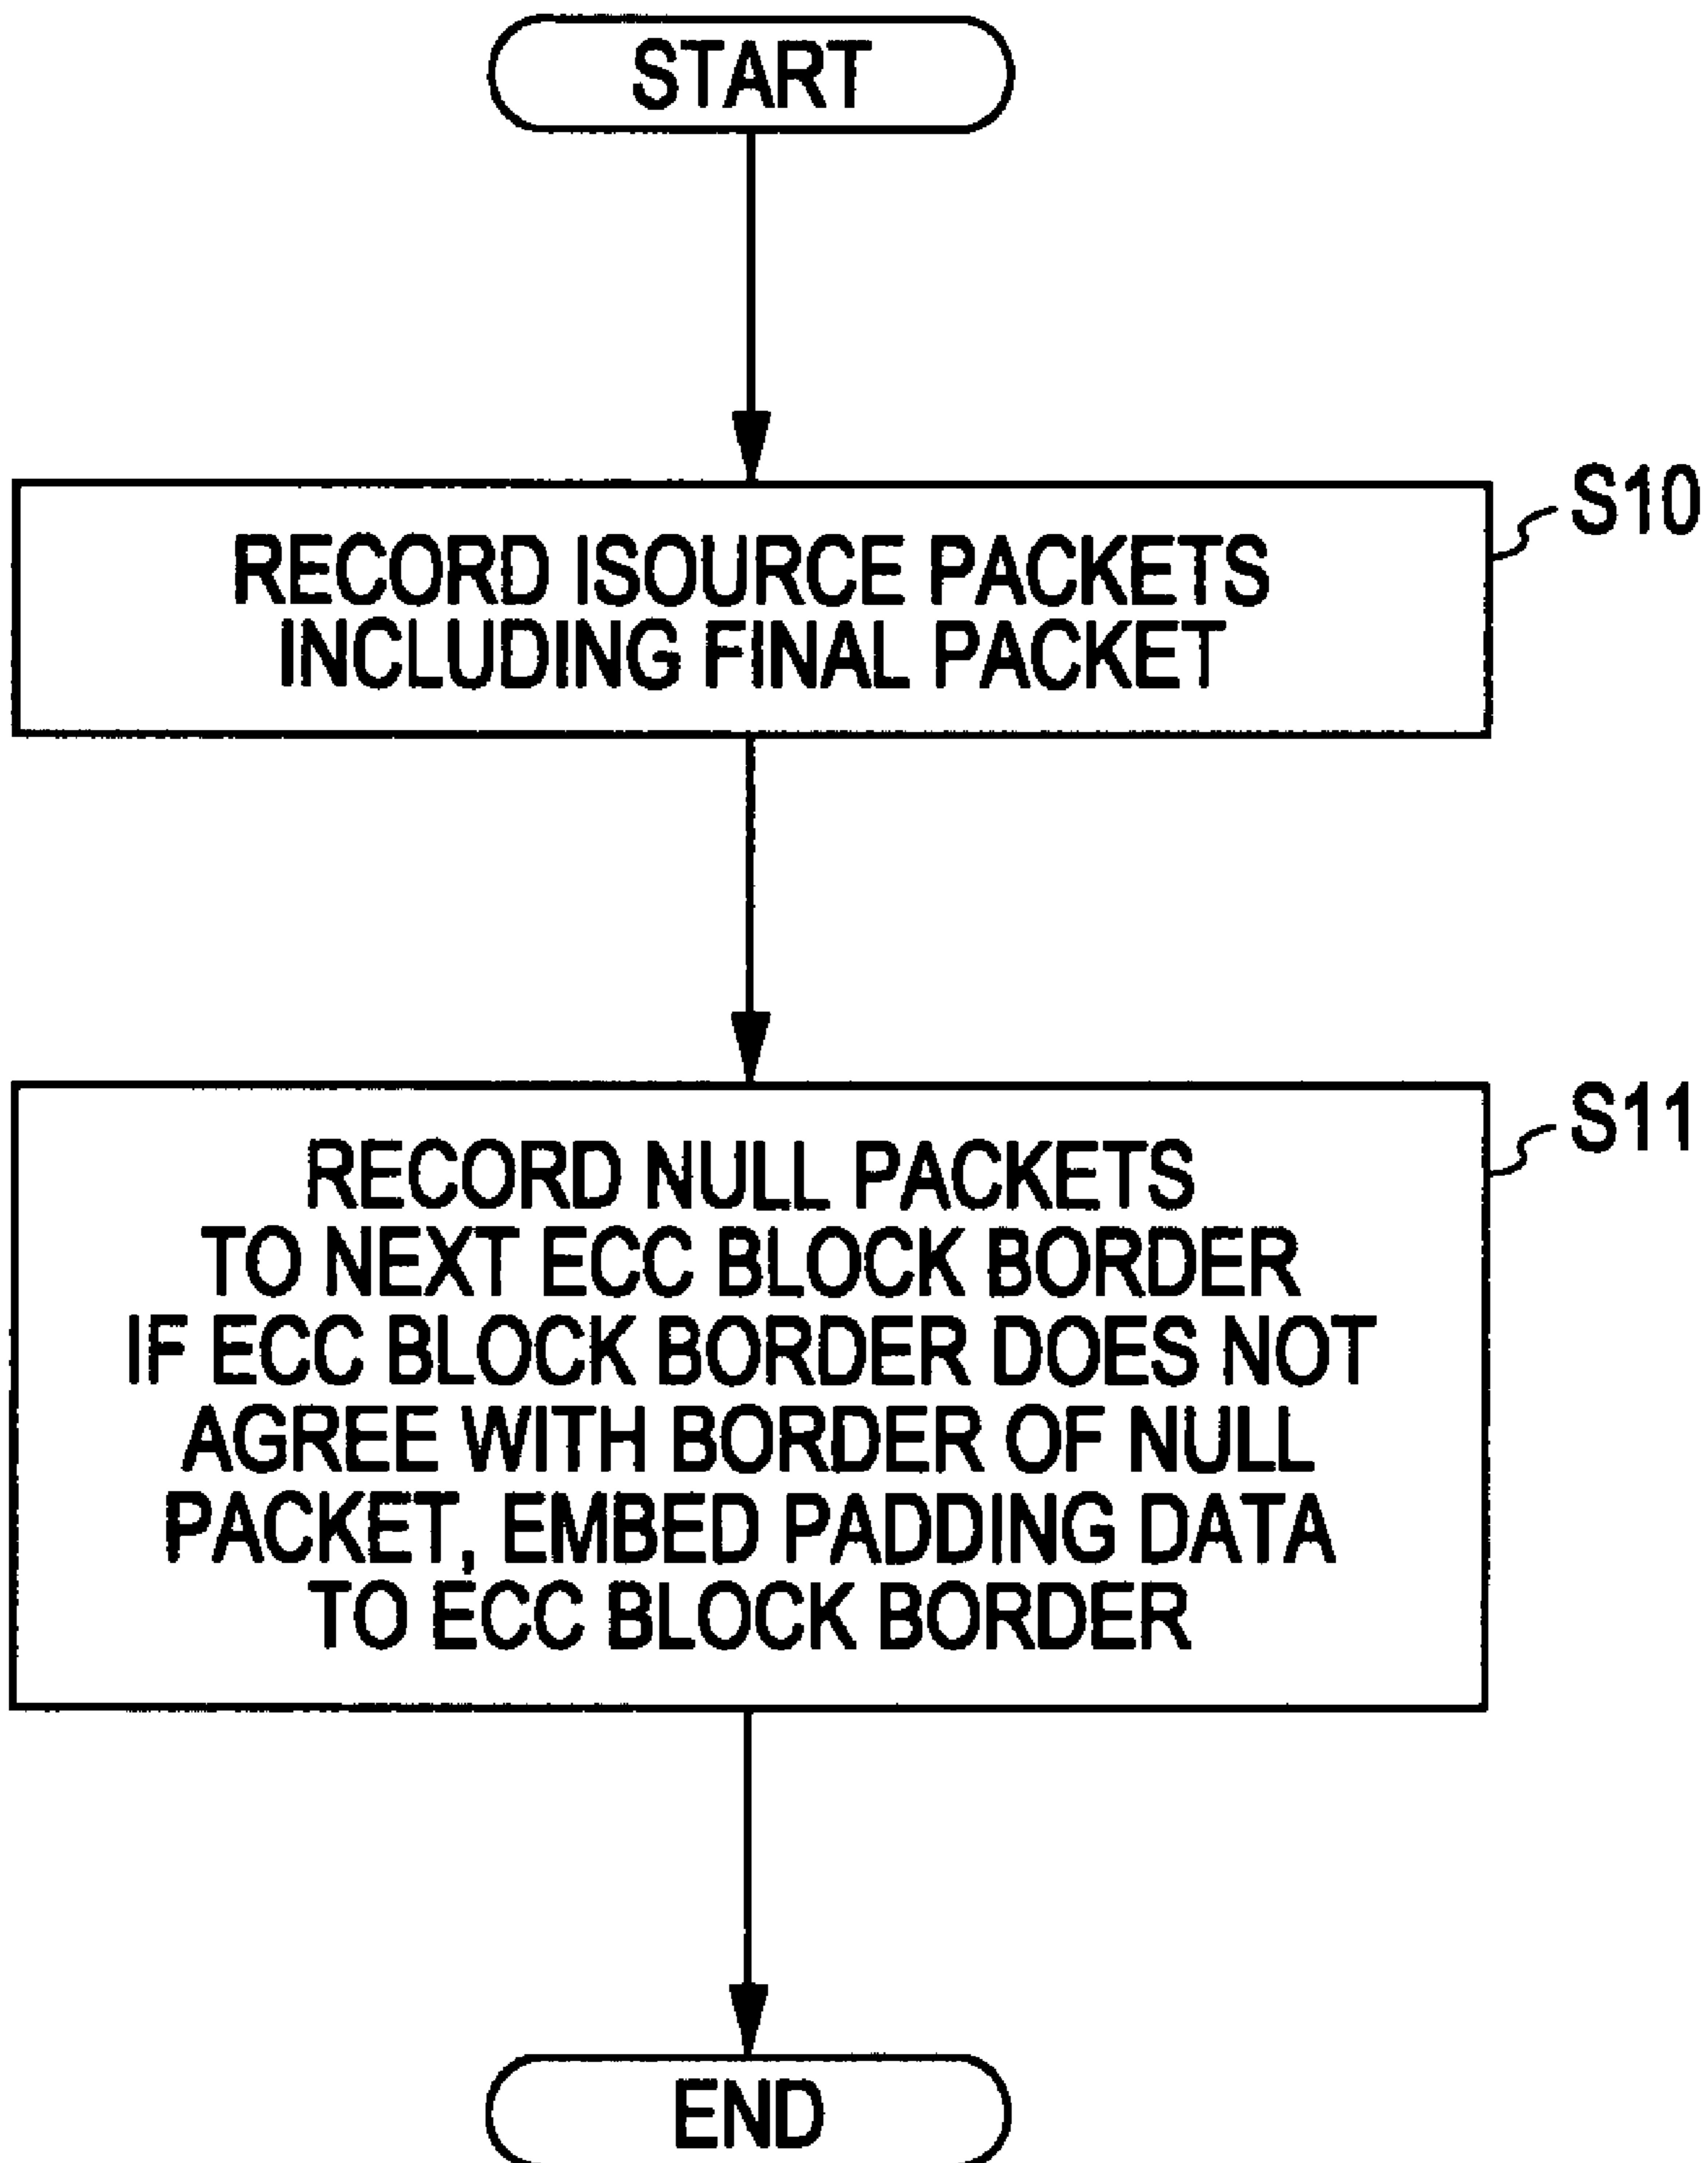 START
S10
RECORD ISOURCE PACKETS
INCLUDING FINAL PACKET
S11
RECORD NULL PACKETS
TO NEXT ECC BLOCK BORDER
IF ECC BLOCK BORDER DOES NOT
AGREE WITH BORDER OF NULL
PACKET, EMBED PADDING DATA
TO ECC BLOCK BORDER
END